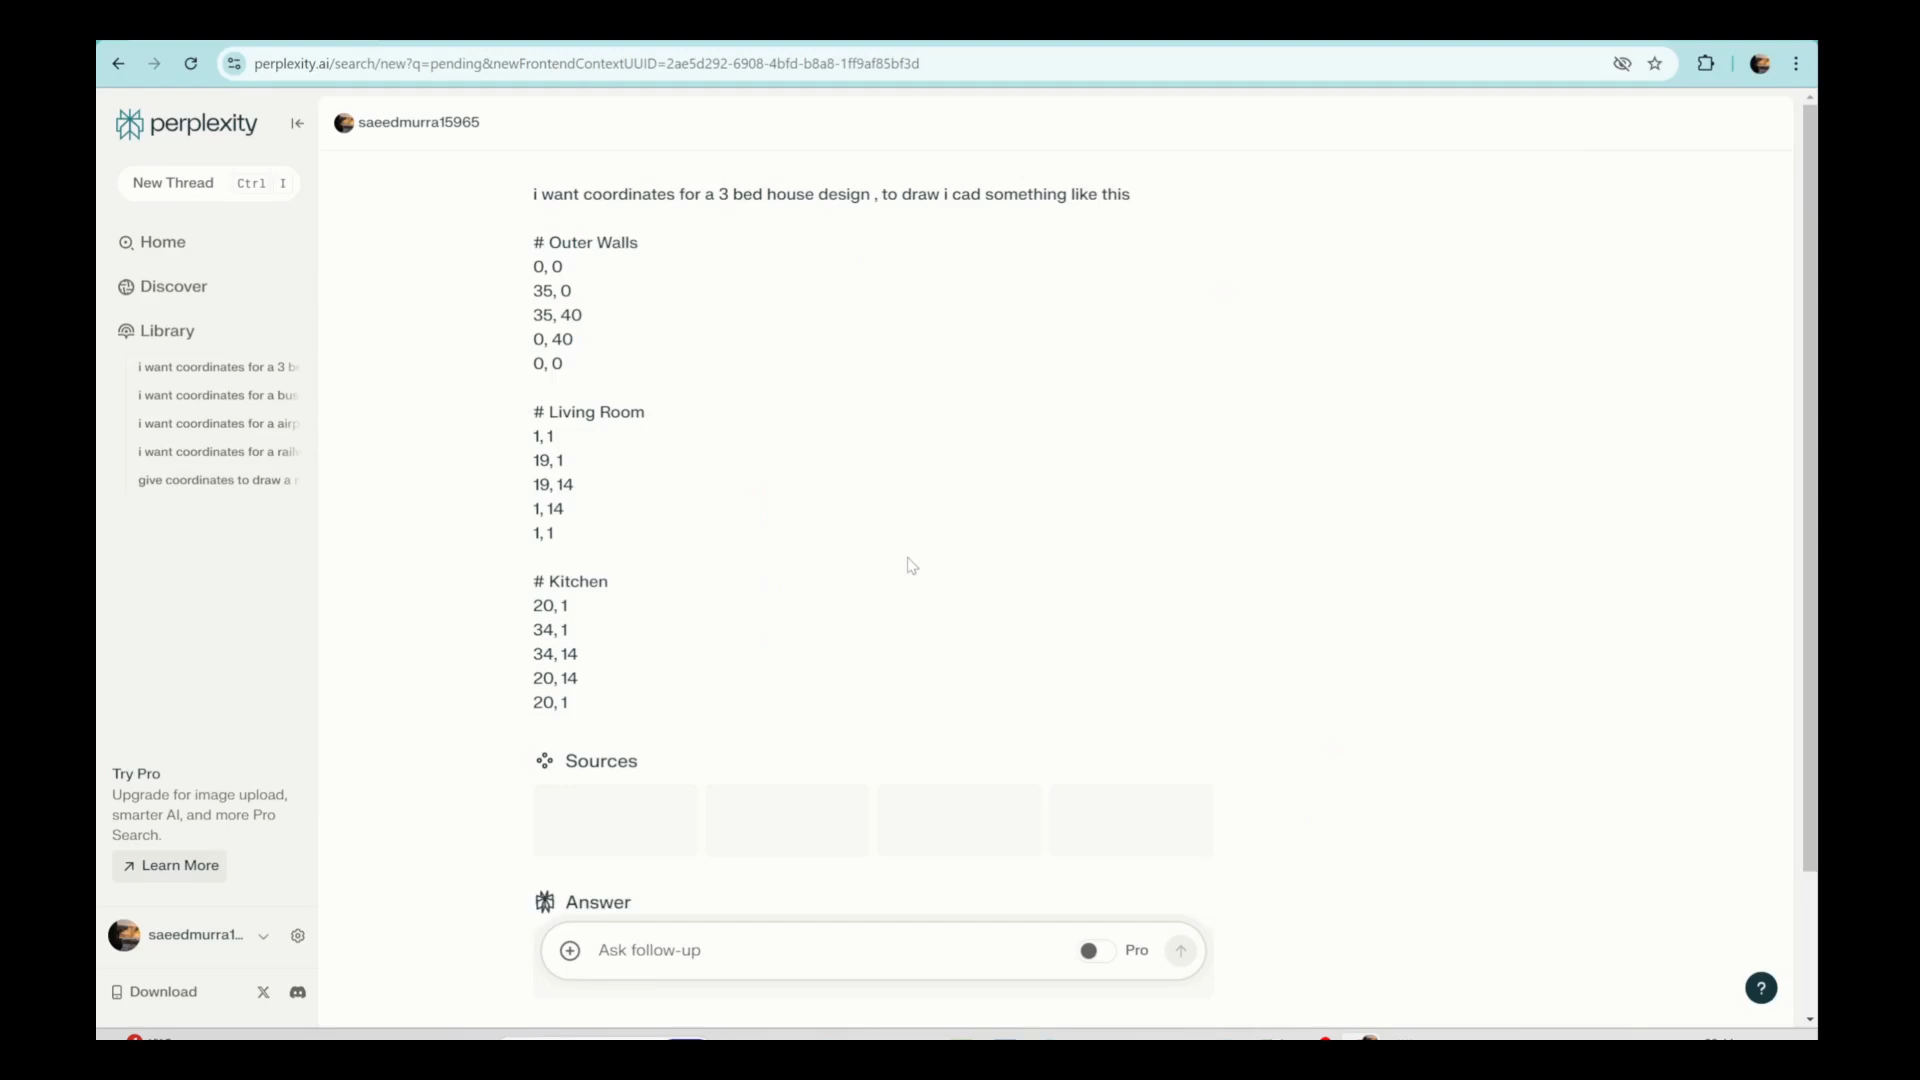 perplexity.ai/search/new?q=pending&newFrontendContextUUID=2ae5d292-6908-4bfd-b8a8-1ff9af85bf3d
perplexity
saeedmurra15965
New Thread Ctrl I
Home
Discover
Library
i want coordinates for a 3 be
i want coordinates for a bus
i want coordinates for a airp
i want coordinates for a railw
give coordinates to draw a r
Try Pro
Upgrade for image upload,
smarter AI, and more Pro
Search.
Learn More
saeedmurra1...
Download
i want coordinates for a 3 bed house design , to draw i cad something like this
# Outer Walls
0, 0
35, 0
35, 40
0, 40
0, 0
# Living Room
1, 1
19, 1
19, 14
1, 14
1, 1
# Kitchen
20, 1
34, 1
34, 14
20, 14
20, 1
Sources
Answer
Ask follow-up Pro
?